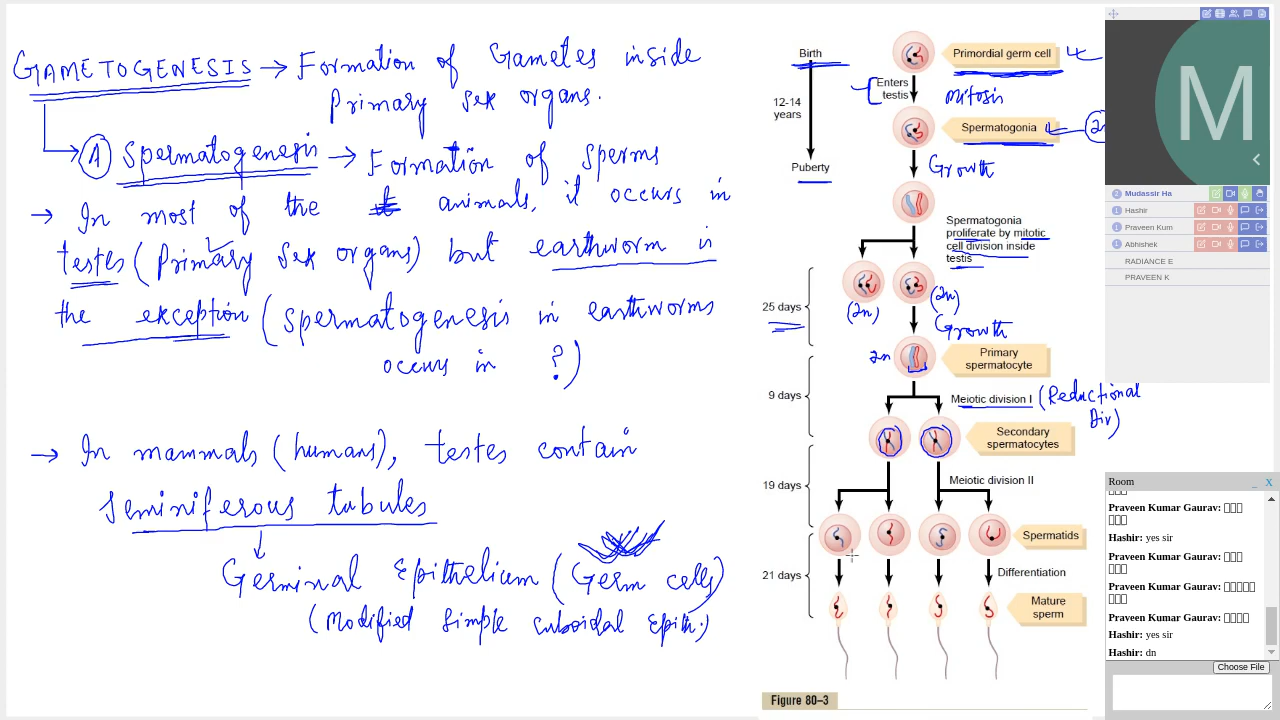 GAMETOGENESIS → Formation of Gametes inside
Primary Sex organs.
① Spermatogenesis → Formation of Sperms
→ In most of the animals, it occurs in
testes (Primary Sex organs) but earthworm is
the exception (Spermatogenesis in earthworms
occurs in ?)
→ In mammals (humans), testes contain
Seminiferous tubules
Germinal Epithelium (Germ cells)
(Modified Simple cuboidal Epith.)
Birth
12-14
years
Puberty
25 days
9 days
19 days
21 days
Primordial germ cell
Enters
testis
Mitosis
Spermatogonia
Growth
Spermatogonia
proliferate by mitotic
cell division inside
testis
(2n)
(2n)
Growth
2n
Primary
spermatocyte
Meiotic division I (Reductional
Div)
Secondary
spermatocytes
Meiotic division II
Spermatids
Differentiation
Mature
sperm
Figure 80–3
M
2 Mudassir Ha
1 Hashir
1 Praveen Kum
1 Abhishek
RADIANCE E
PRAVEEN K
Room _ X
Praveen Kumar Gaurav:
Hashir: yes sir
Praveen Kumar Gaurav:
Praveen Kumar Gaurav:
Praveen Kumar Gaurav:
Hashir: yes sir
Hashir: dn
Choose File